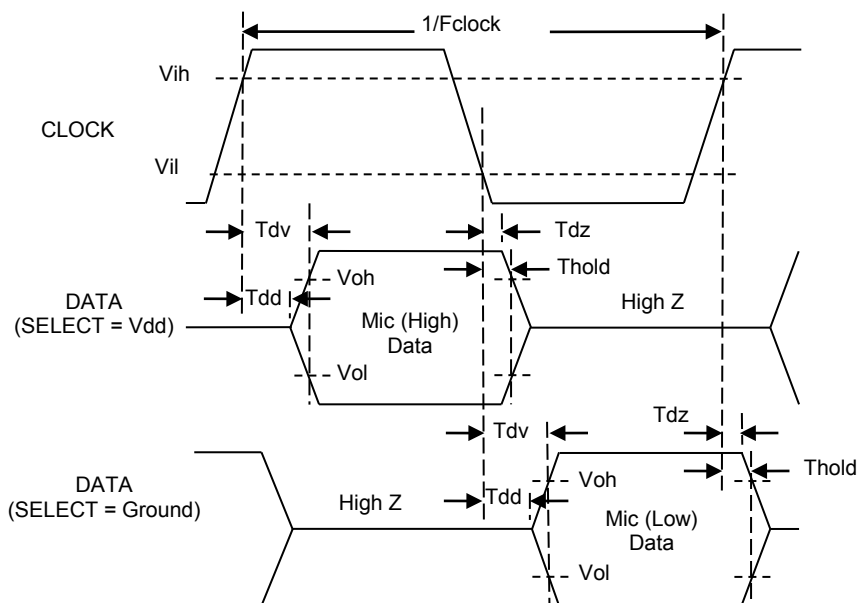 1/Fclock
Vih
CLOCK
Vil
Tdv
Tdz
Voh
Thold
Tdd
DATA
(SELECT = Vdd)
Mic (High)
Data
High Z
Vol
Tdv
Tdz
Thold
DATA
(SELECT = Ground)
High Z
Tdd
Voh
Mic (Low)
Data
Vol